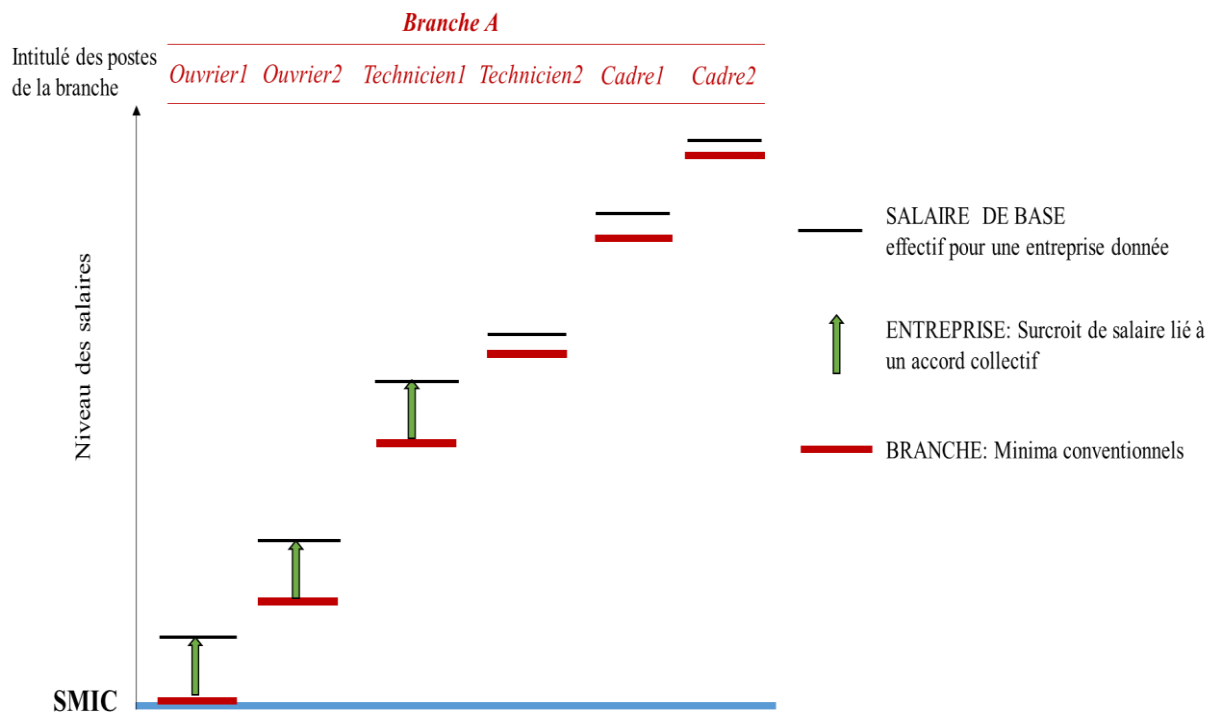 Branche A
Intitulé des postes
de la branche
Ouvrier1 Ouvrier2 Technicien1 Technicien2 Cadre1 Cadre2
Niveau des salaires
SALAIRE DE BASE
effectif pour une entreprise donnée
ENTREPRISE: Surcroit de salaire lié à
un accord collectif
BRANCHE: Minima conventionnels
SMIC